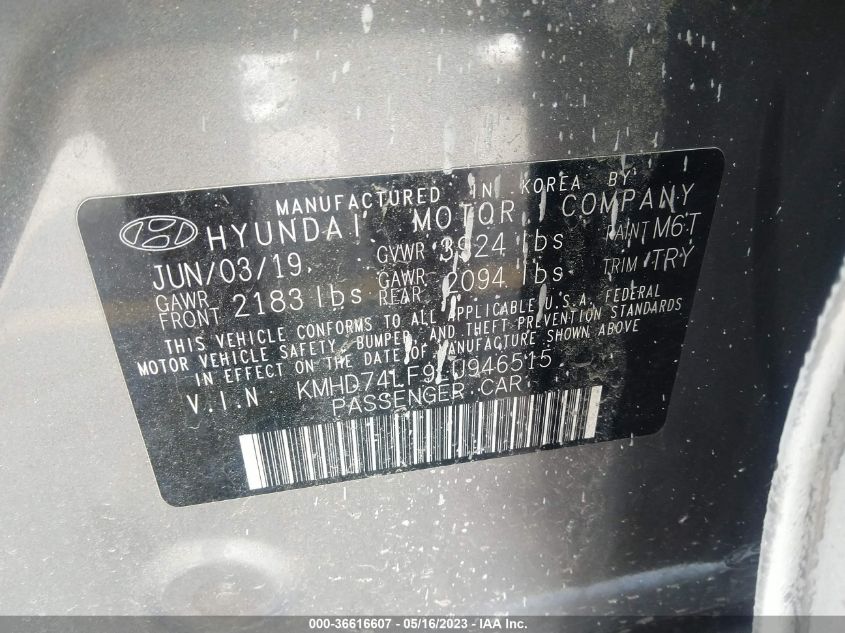 MANUFACTURED IN KOREA BY
HYUNDAI MOTOR COMPANY
JUN/03/19 GVWR 3924 lbs PAINT M6T
GAWR FRONT 2183 lbs GAWR REAR 2094 lbs TRIM TRY
THIS VEHICLE CONFORMS TO ALL APPLICABLE U.S.A. FEDERAL
MOTOR VEHICLE SAFETY, BUMPER, AND THEFT PREVENTION STANDARDS
IN EFFECT ON THE DATE OF MANUFACTURE SHOWN ABOVE
V.I.N KMHD74LF9LU946515
PASSENGER CAR
000-36616607 - 05/16/2023 - IAA Inc.